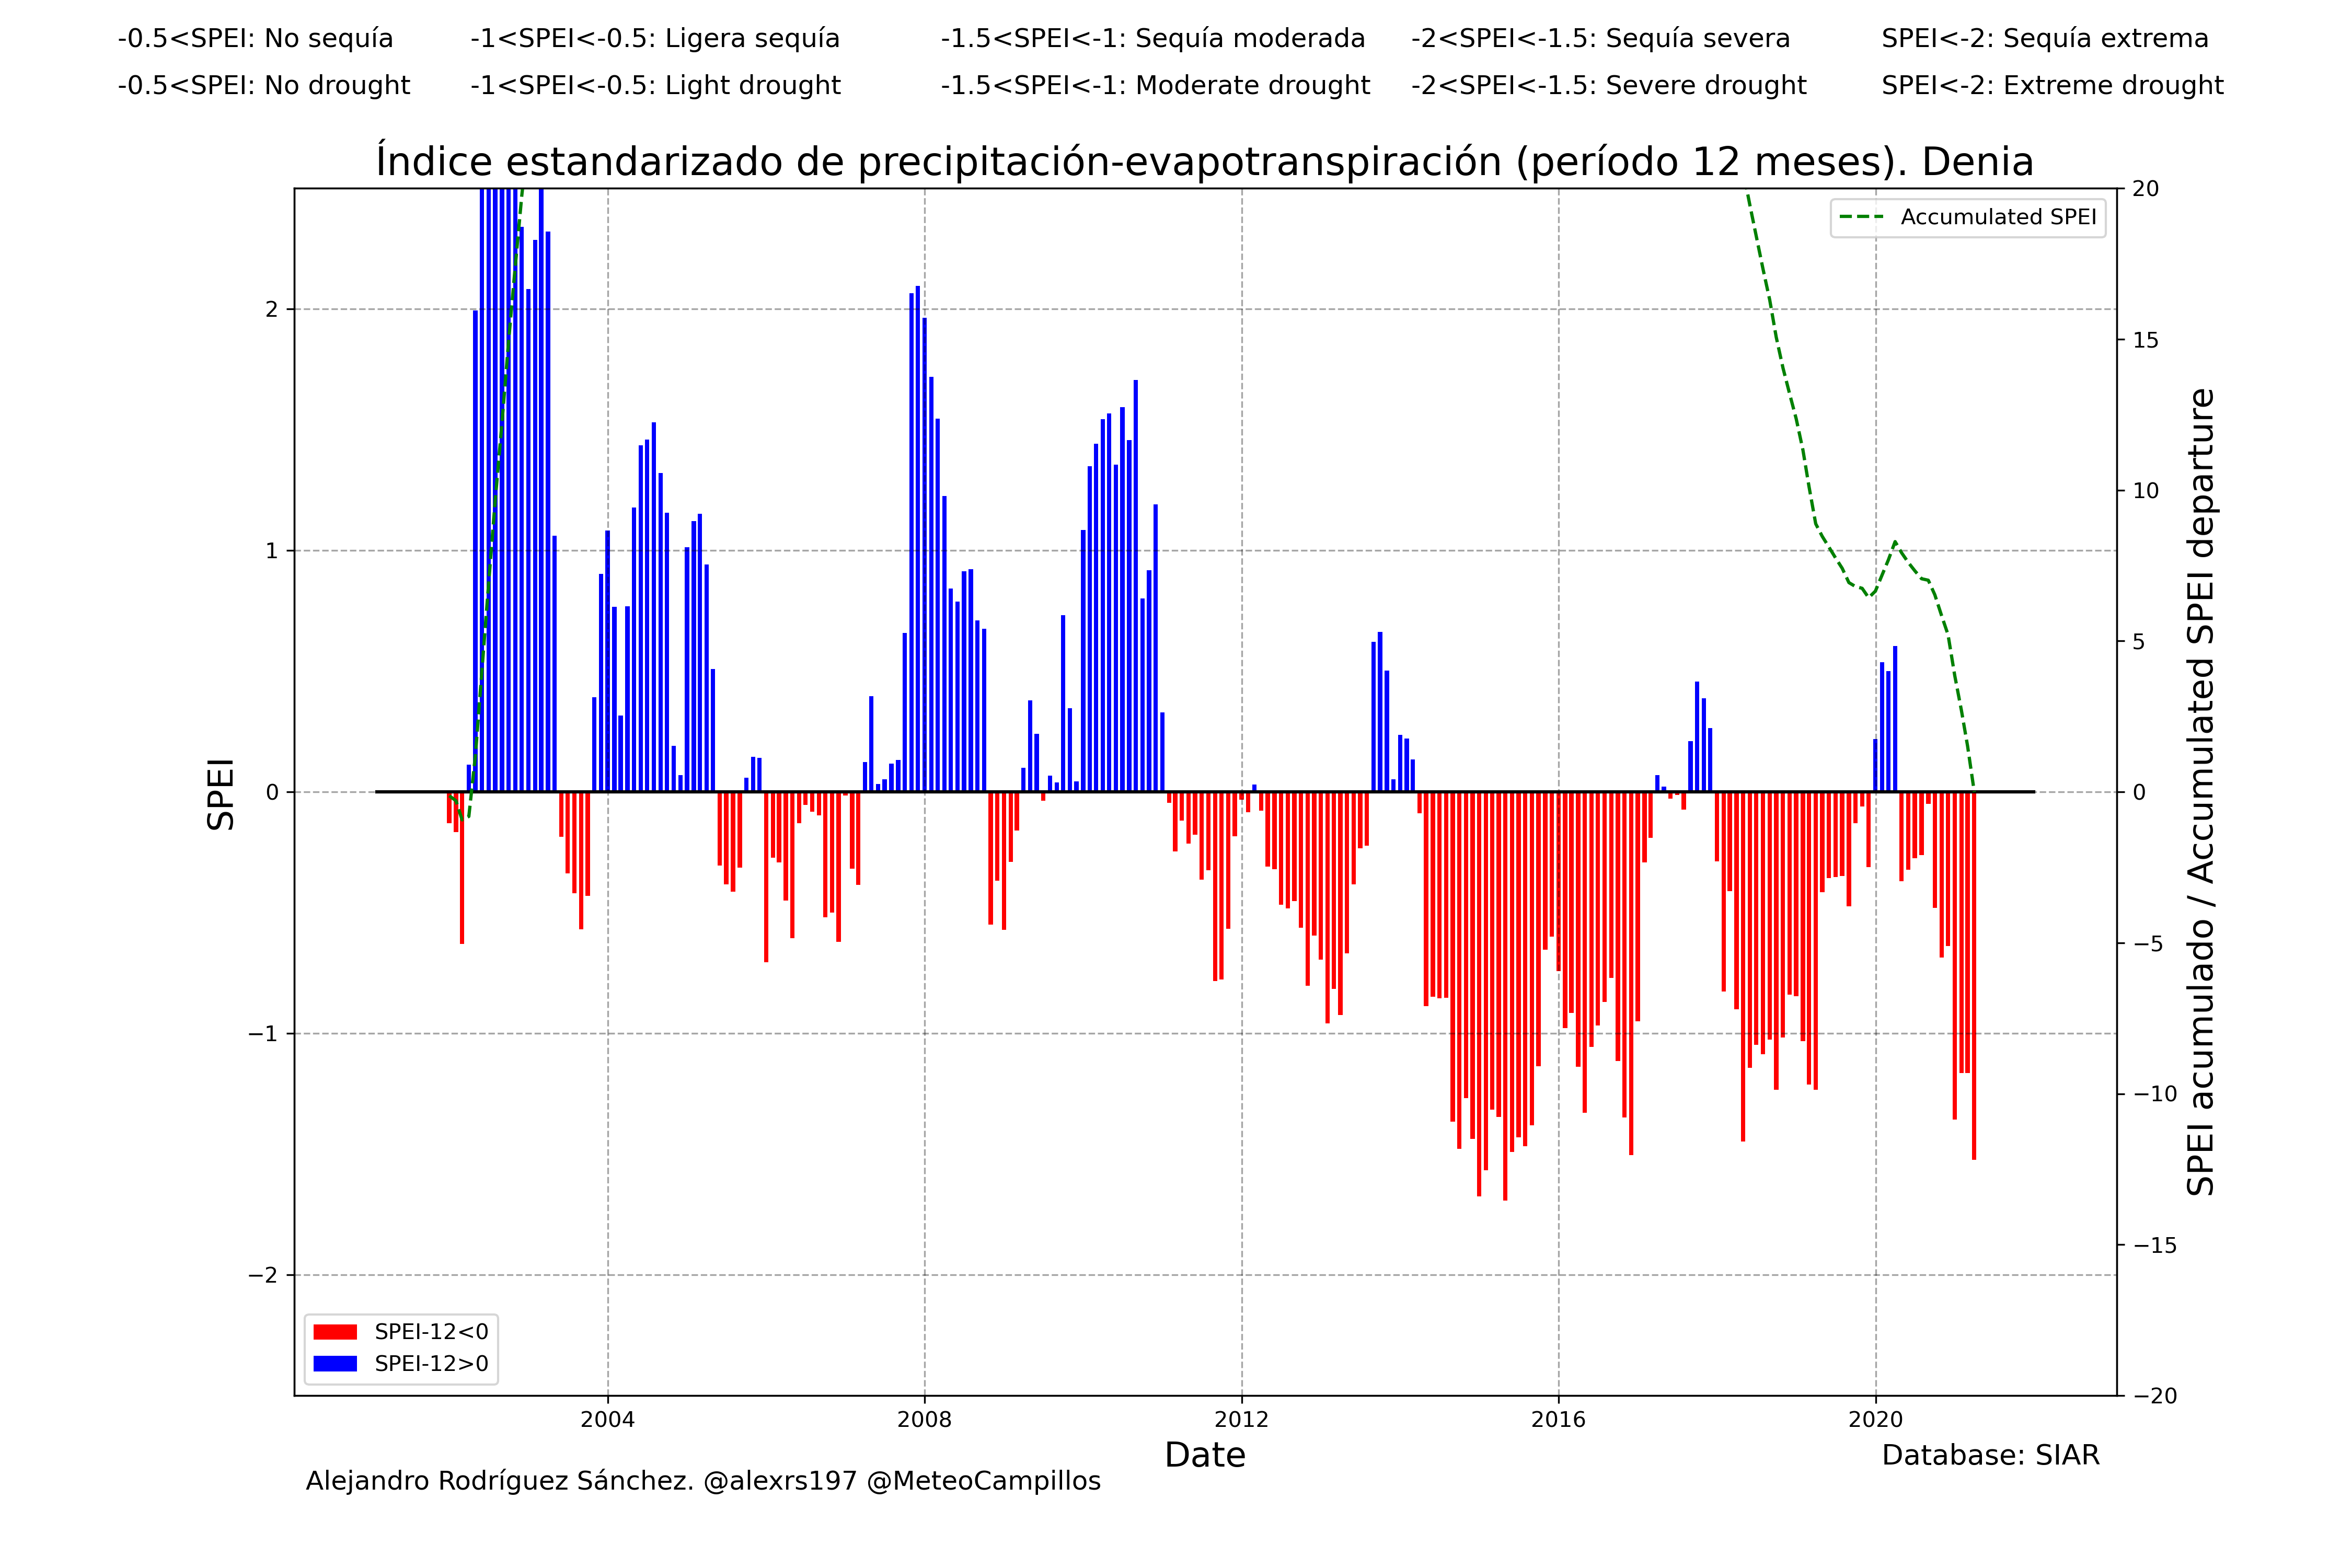 -0.5<SPEI: No sequía -1<SPEI<-0.5: Ligera sequía -1.5<SPEI<-1: Sequía moderada -2<SPEI<-1.5: Sequía severa SPEI<-2: Sequía extrema
-0.5<SPEI: No drought -1<SPEI<-0.5: Light drought -1.5<SPEI<-1: Moderate drought -2<SPEI<-1.5: Severe drought SPEI<-2: Extreme drought
Índice estandarizado de precipitación-evapotranspiración (período 12 meses). Denia
Accumulated SPEI
2
1
0
−1
−2
SPEI
20
15
10
5
0
−5
−10
−15
−20
SPEI acumulado / Accumulated SPEI departure
SPEI-12<0
SPEI-12>0
2004 2008 2012 2016 2020
Date
Database: SIAR
Alejandro Rodríguez Sánchez. @alexrs197 @MeteoCampillos